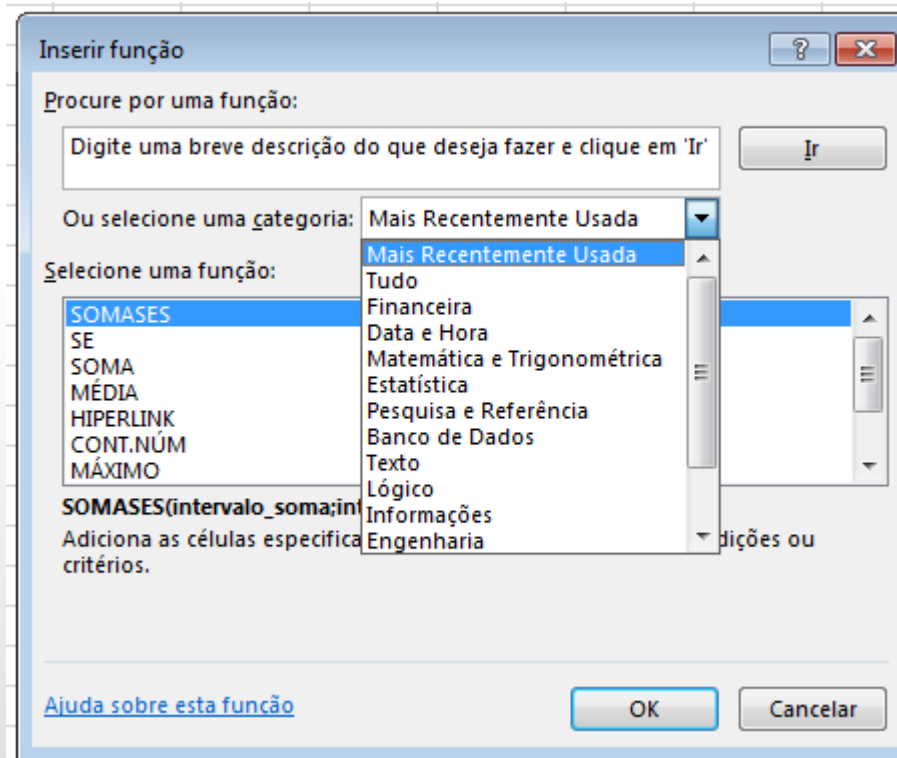 Inserir função
Procure por uma função:
Digite uma breve descrição do que deseja fazer e clique em 'Ir'
Ir
Ou selecione uma categoria: Mais Recentemente Usada
Mais Recentemente Usada
Tudo
Financeira
Data e Hora
Matemática e Trigonométrica
Estatística
Pesquisa e Referência
Banco de Dados
Texto
Lógico
Informações
Engenharia
Selecione uma função:
SOMASES
SE
SOMA
MÉDIA
HIPERLINK
CONT.NÚM
MÁXIMO
SOMASES(intervalo_soma;int
Adiciona as células especifica dições ou
critérios.
Ajuda sobre esta função
OK
Cancelar